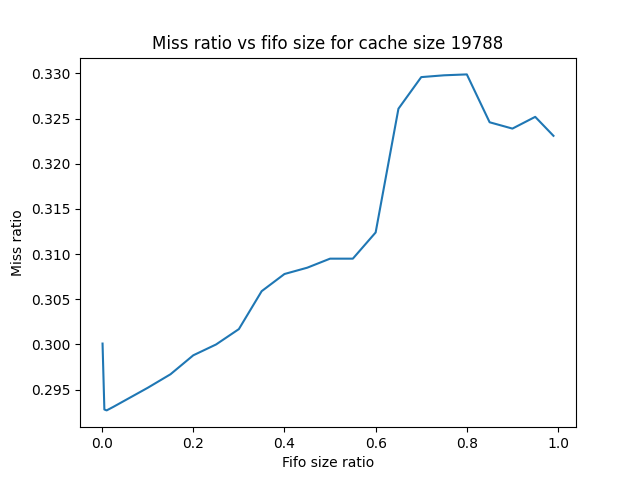 Miss ratio vs fifo size for cache size 19788
0.330
0.325
0.320
0.315
0.310
0.305
0.300
0.295
Miss ratio
0.0 0.2 0.4 0.6 0.8 1.0
Fifo size ratio